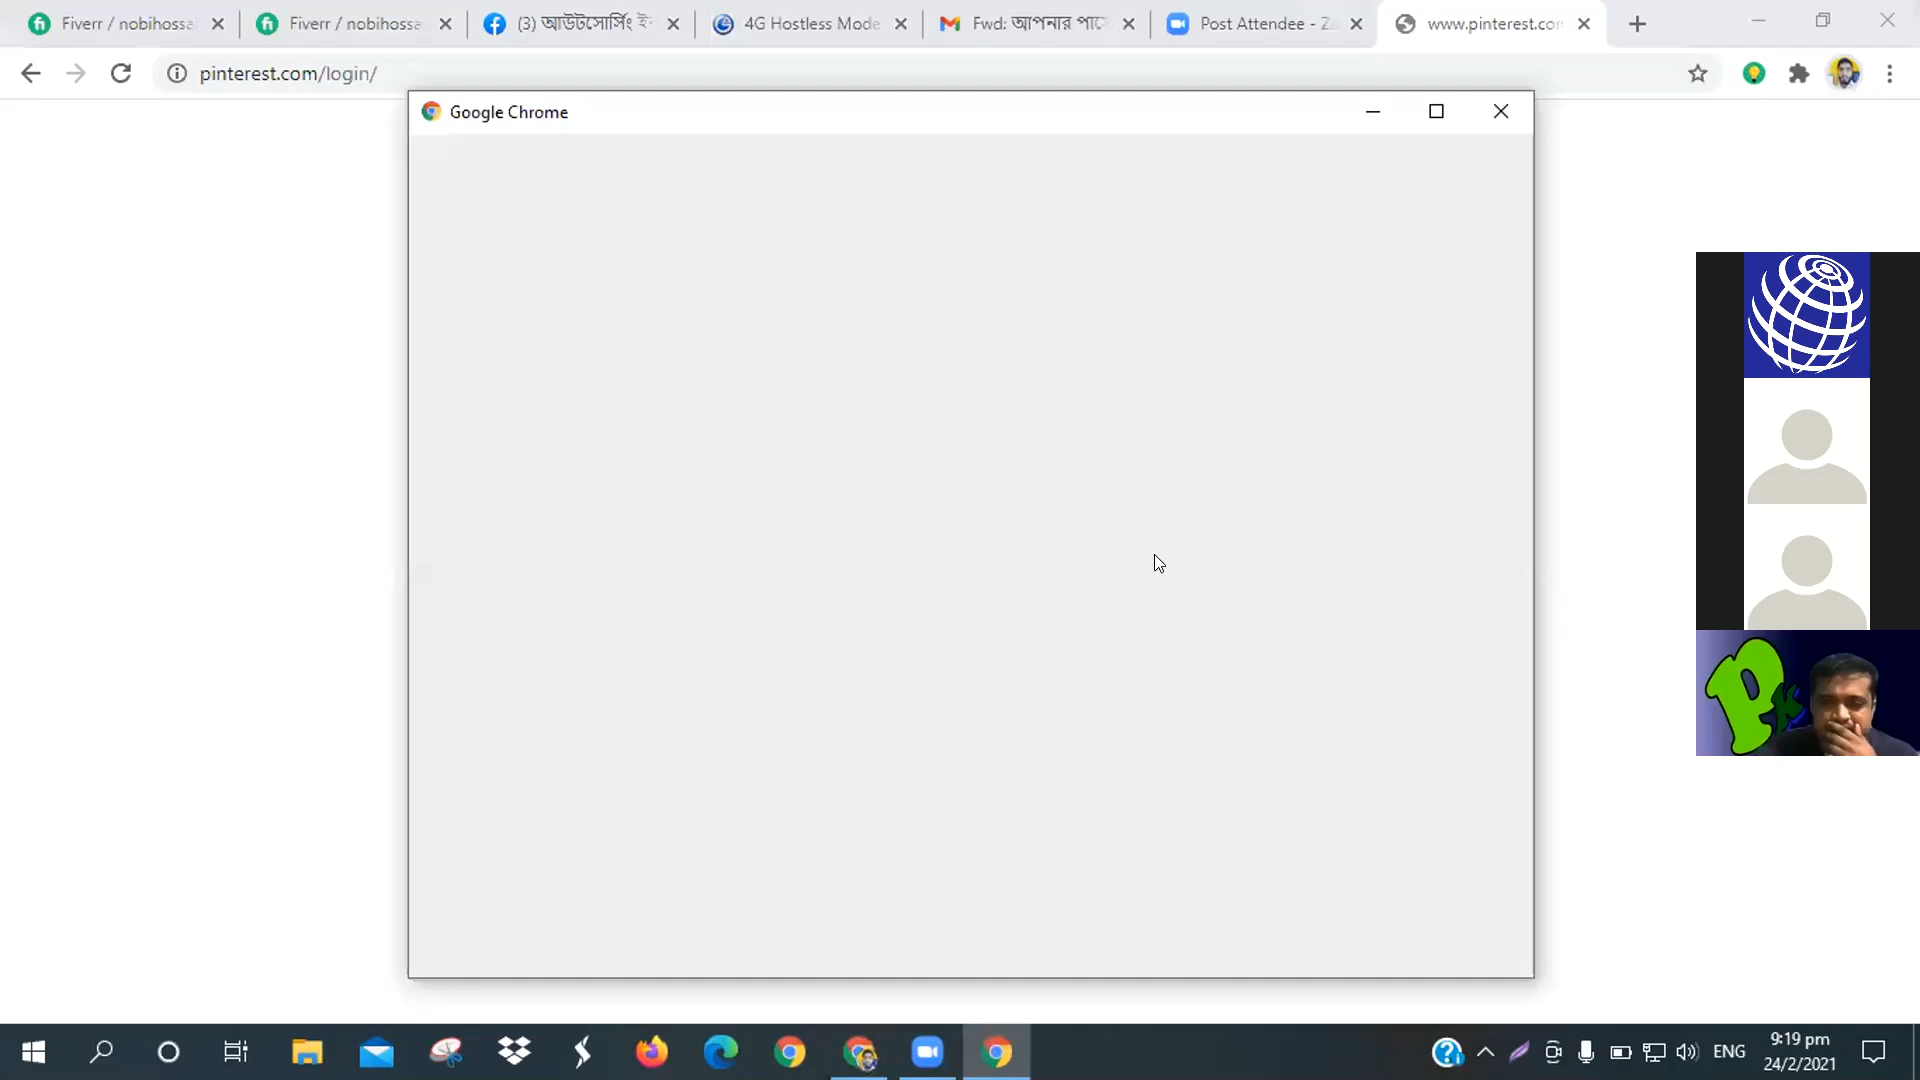 Fiverr / nobihossa
Fiverr / nobihossa
(3) আউটসোর্সিং ই
4G Hostless Mode
Fwd: আপনার পাসে
Post Attendee - Z
www.pinterest.com
pinterest.com/login/
Google Chrome
P
ENG
9:19 pm
24/2/2021